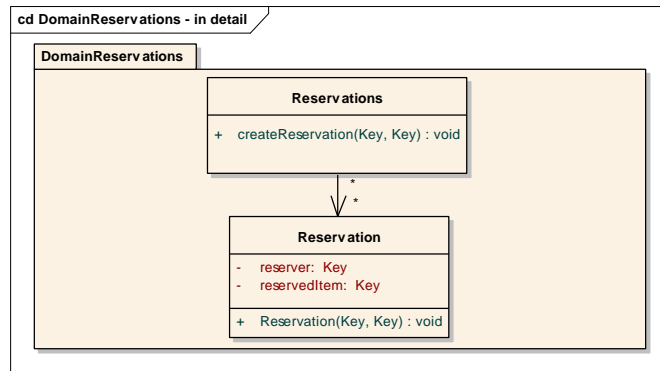 cd DomainReservations - in detail
DomainReservations
Reservations
+ createReservation(Key, Key) : void
*
*
Reservation
- reserver: Key
- reservedItem: Key
+ Reservation(Key, Key) : void